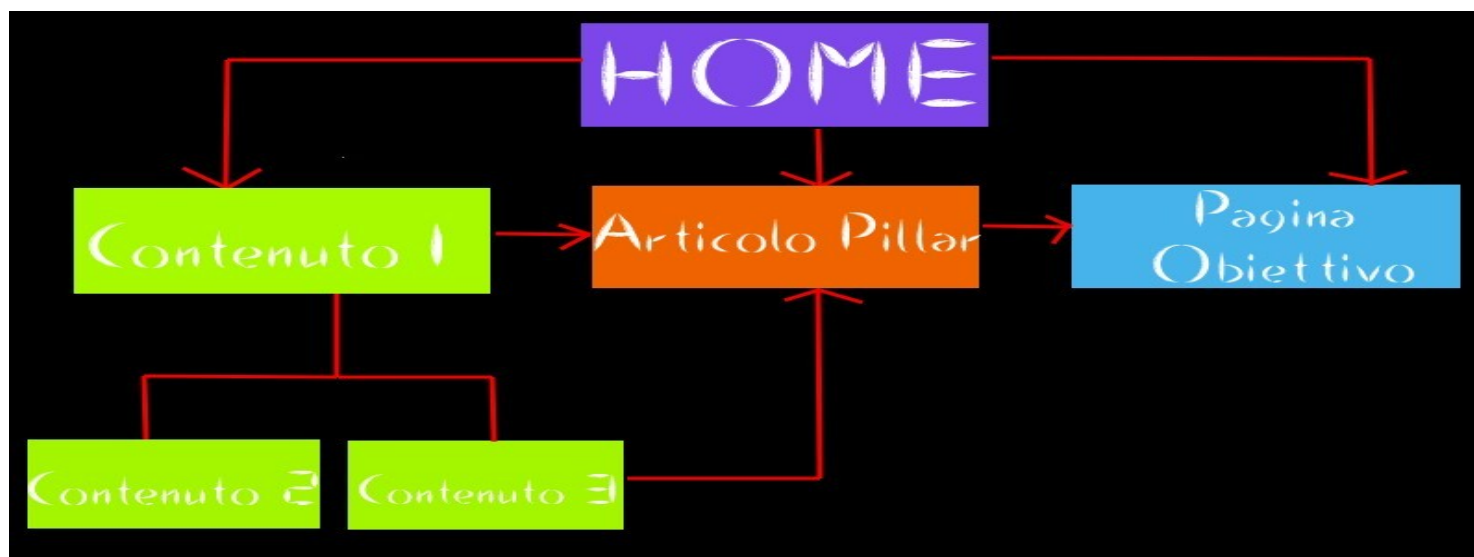 HOME
Contenuto 1
Articolo Pillar
Pagina
Obiettivo
Contenuto 2
Contenuto 3